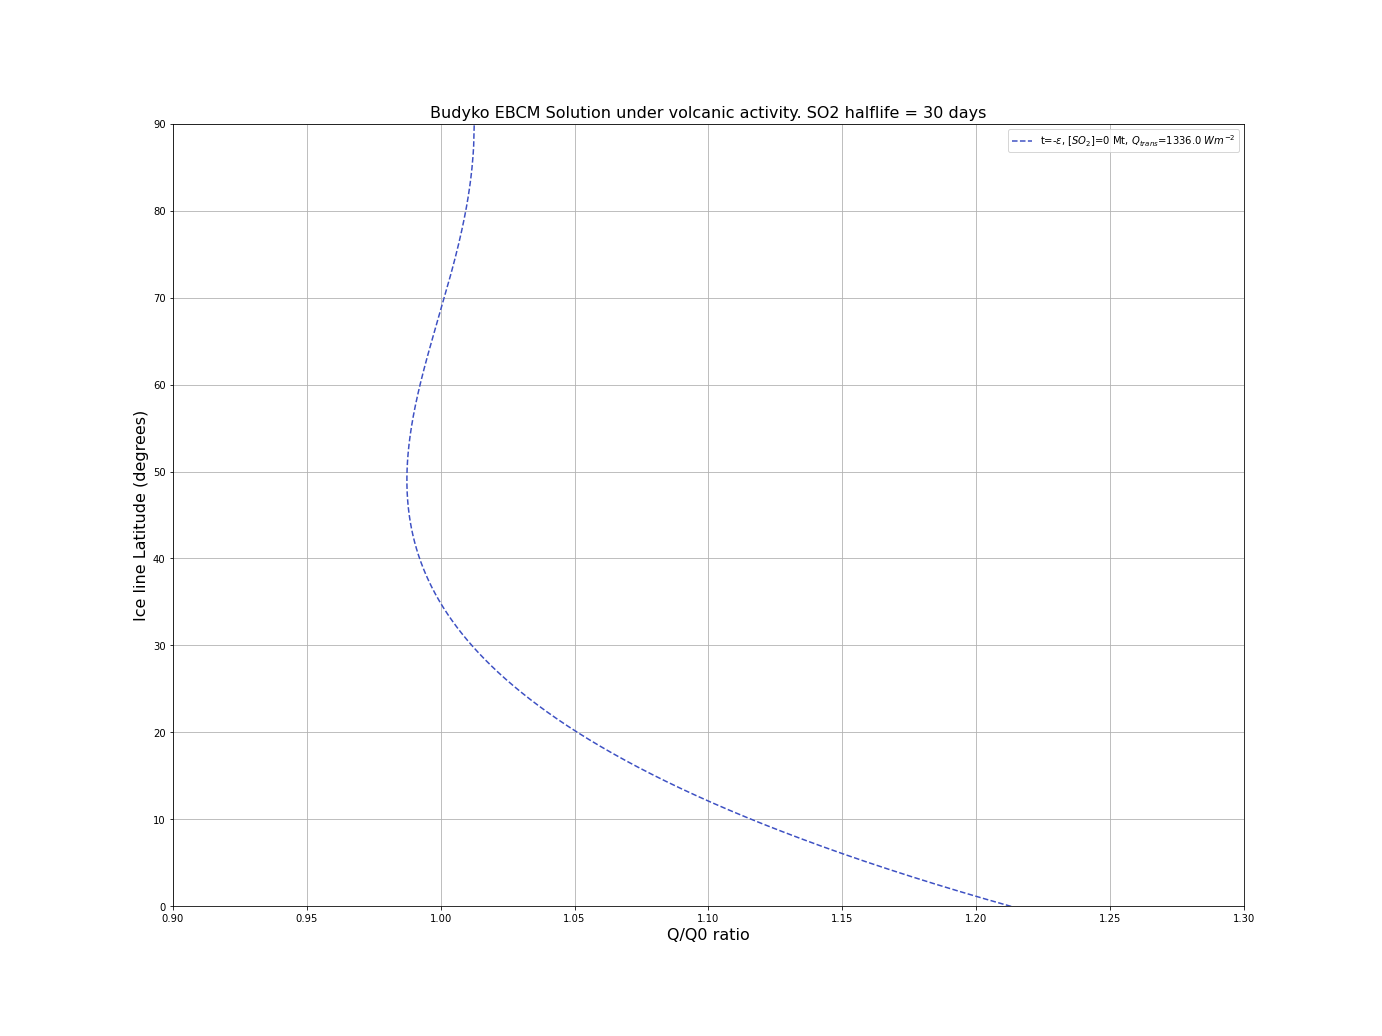 Budyko EBCM Solution under volcanic activity. SO2 halflife = 30 days
t=-ε, [SO₂]=0 Mt, Q_trans=1336.0 Wm⁻²
90
80
70
60
50
40
30
20
10
0
Ice line Latitude (degrees)
0.90 0.95 1.00 1.05 1.10 1.15 1.20 1.25 1.30
Q/Q0 ratio